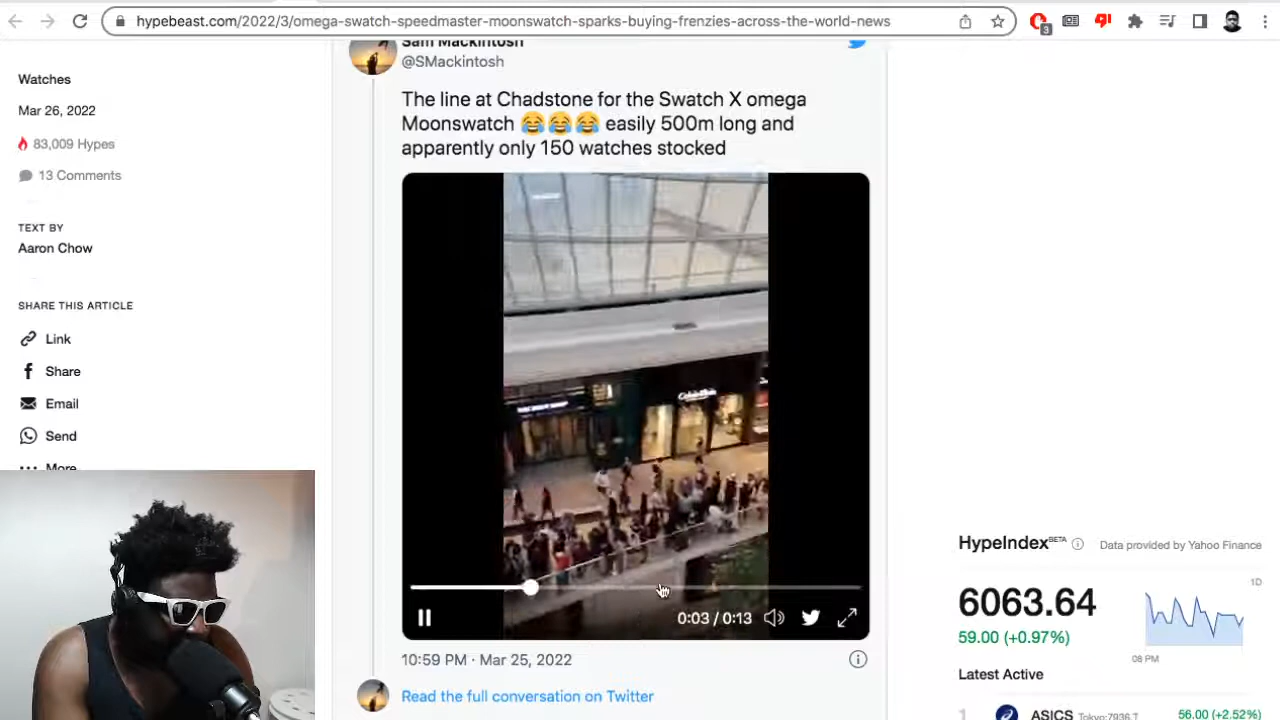 hypebeast.com/2022/3/omega-swatch-speedmaster-moonswatch-sparks-buying-frenzies-across-the-world-news
3
Watches
Mar 26, 2022
83,009 Hypes
13 Comments
TEXT BY
Aaron Chow
SHARE THIS ARTICLE
Link
Share
Email
Send
More
Sam Mackintosh
@SMackintosh
The line at Chadstone for the Swatch X omega
Moonswatch 😂😂😂 easily 500m long and
apparently only 150 watches stocked
0:03 / 0:13
10:59 PM · Mar 25, 2022
Read the full conversation on Twitter
HypeIndex BETA
Data provided by Yahoo Finance
6063.64
59.00 (+0.97%)
1D
08 PM
Latest Active
1
ASICS Tokyo:7936.T
56.00 (+2.52%)